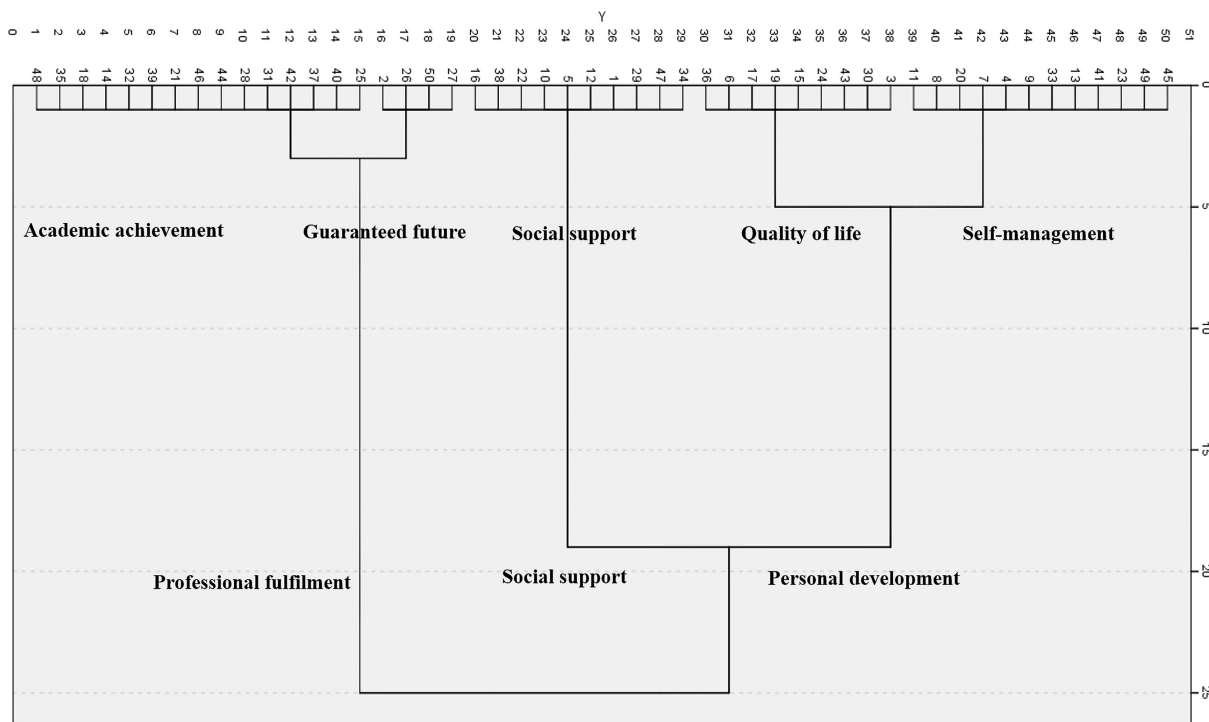 Y
0 1 2 3 4 5 6 7 8 9 10 11 12 13 14 15 16 17 18 19 20 21 22 23 24 25 26 27 28 29 30 31 32 33 34 35 36 37 38 39 40 41 42 43 44 45 46 47 48 49 50 51
48 35 18 14 32 39 21 46 44 28 31 42 37 40 25 2 26 50 27 16 38 22 10 5 12 1 29 47 34 36 6 17 19 15 24 43 30 3 11 8 20 7 4 9 33 13 41 23 49 45
0
5
Academic achievement Guaranteed future Social support Quality of life Self-management
10
15
20
Professional fulfilment Social support Personal development
25